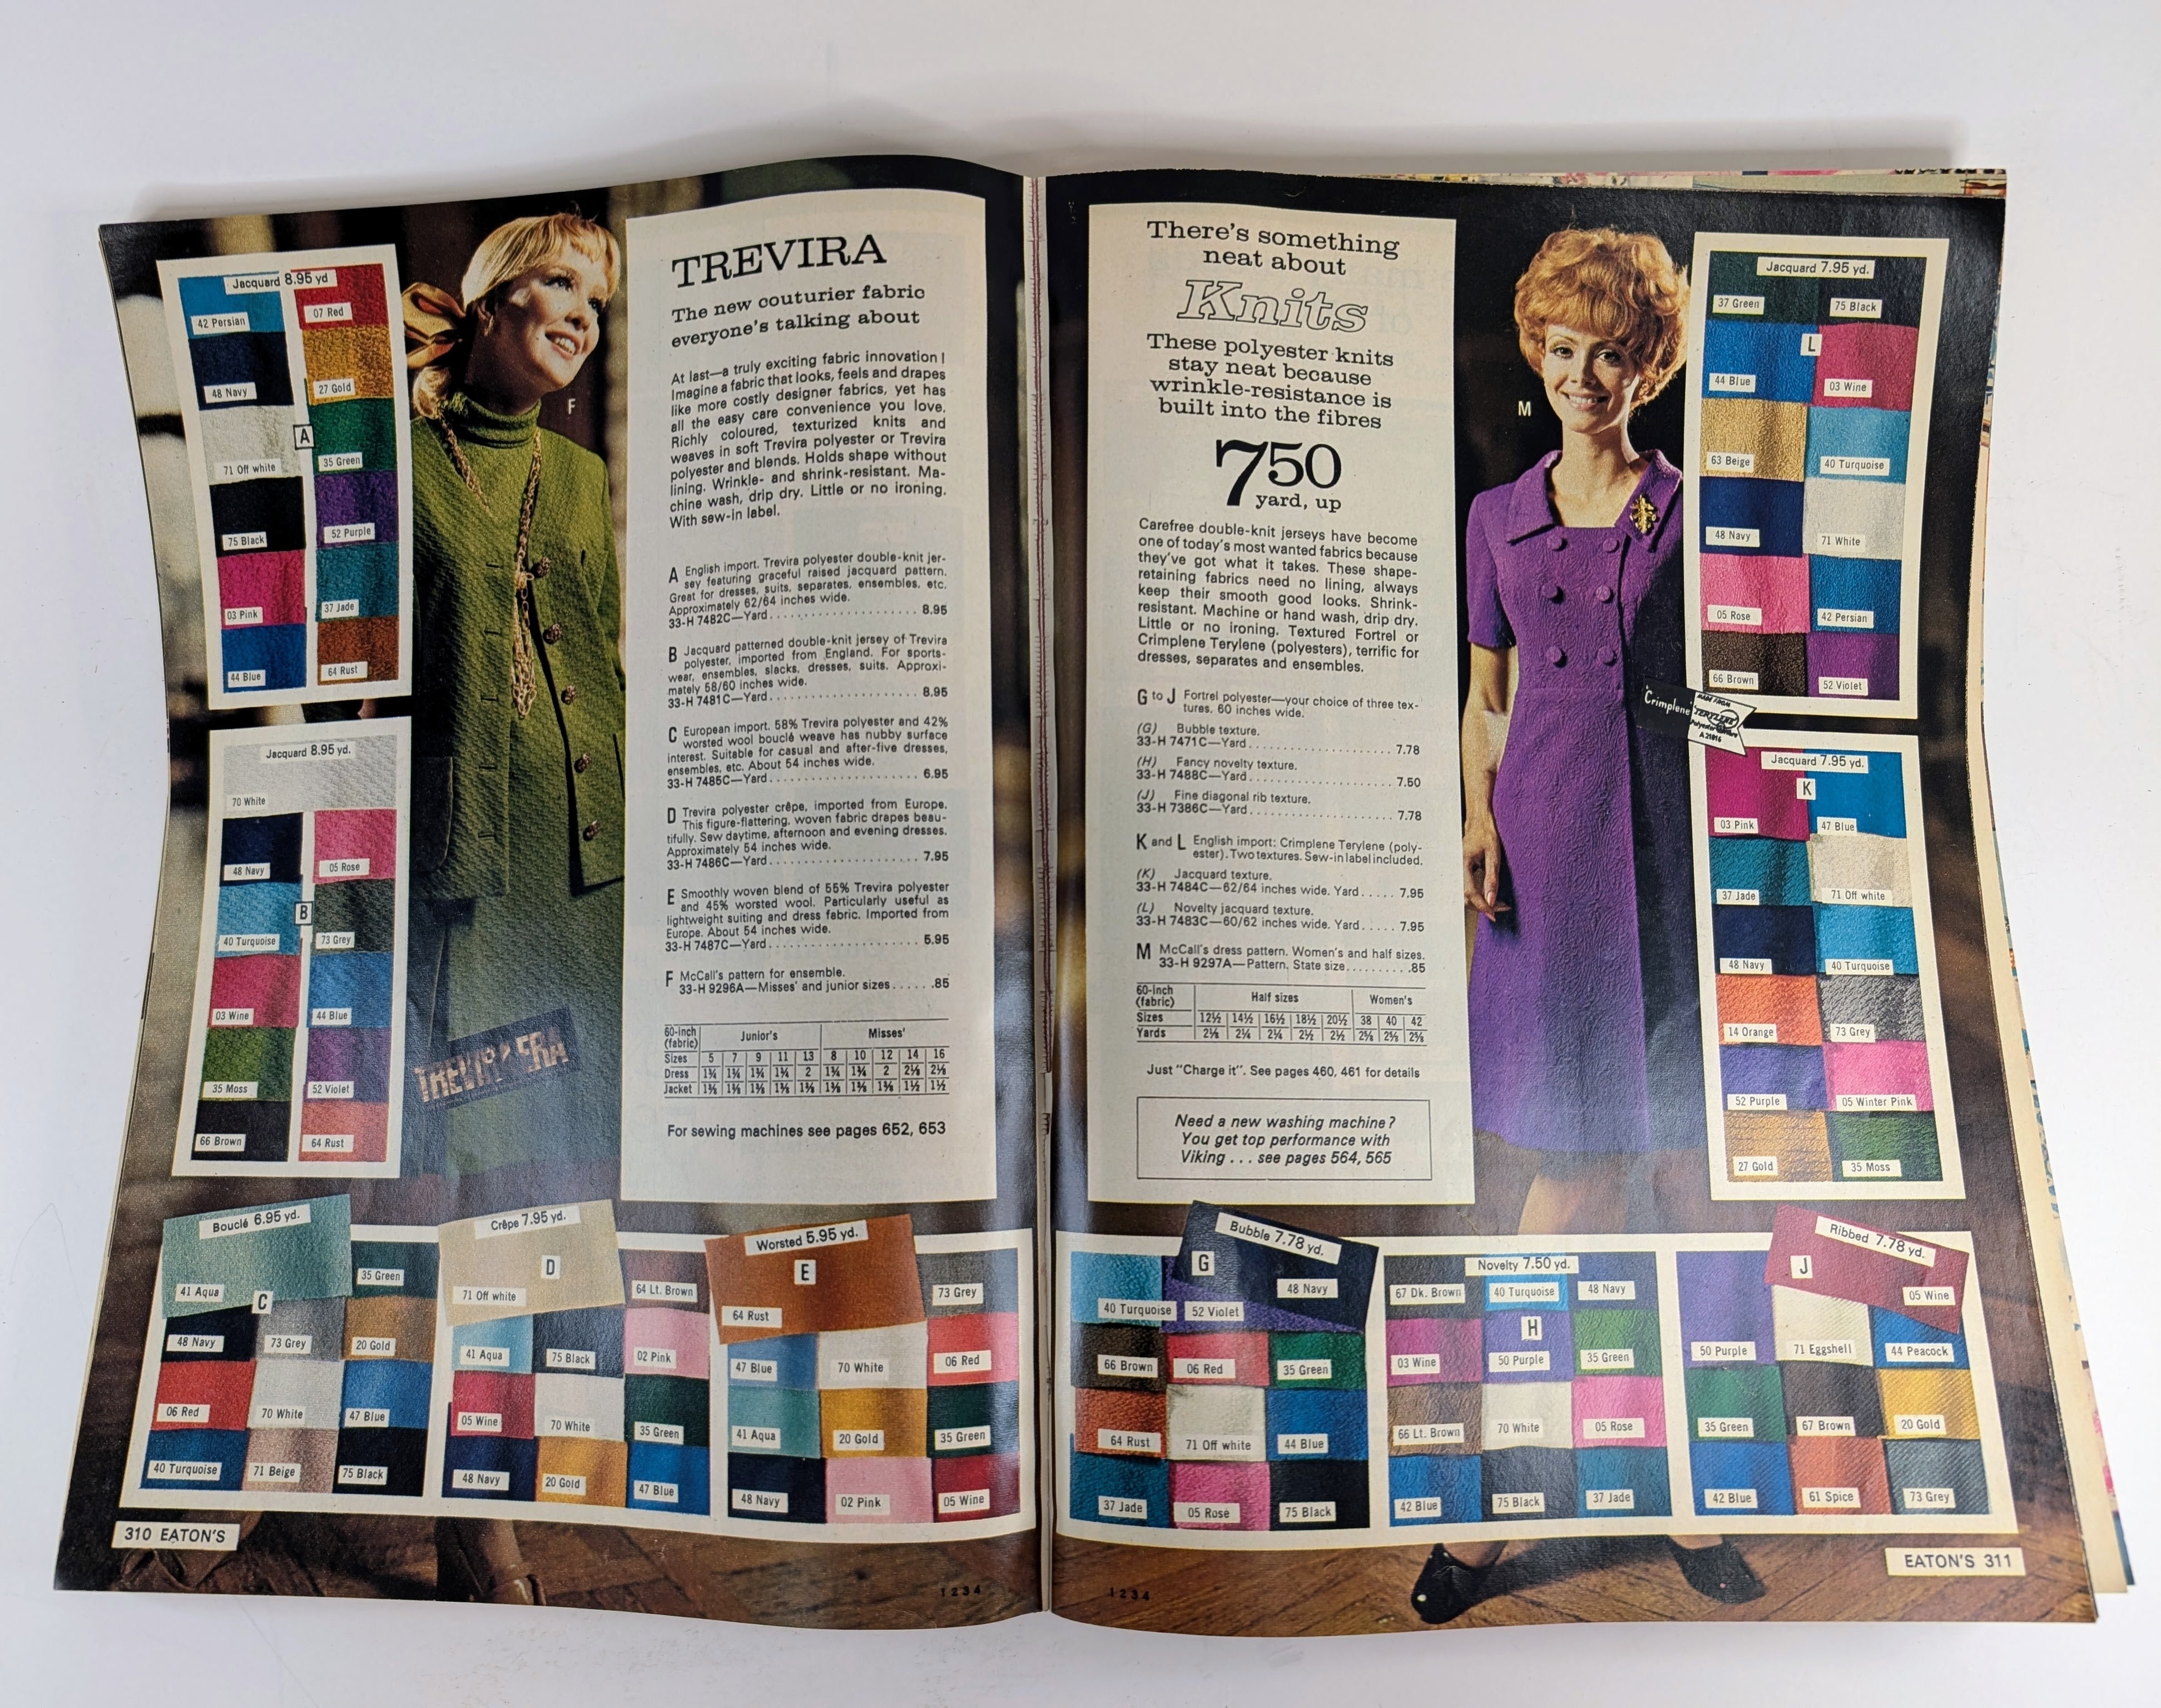 Jacquard 8.95 yd
42 Persian
07 Red
48 Navy
27 Gold
71 Off white
A
35 Green
75 Black
52 Purple
03 Pink
37 Jade
44 Blue
64 Rust
Jacquard 8.95 yd.
70 White
48 Navy
05 Rose
B
40 Turquoise
73 Grey
03 Wine
44 Blue
35 Moss
52 Violet
66 Brown
64 Rust
F
TREVIRA
The new couturier fabric
everyone's talking about
At last—a truly exciting fabric innovation!
Imagine a fabric that looks, feels and drapes
like more costly designer fabrics, yet has
all the easy care convenience you love.
Richly coloured, texturized knits and
weaves in soft Trevira polyester or Trevira
polyester and blends. Holds shape without
lining. Wrinkle- and shrink-resistant. Ma-
chine wash, drip dry. Little or no ironing.
With sew-in label.
A English import. Trevira polyester double-knit jer-
sey featuring graceful raised jacquard pattern.
Great for dresses, suits, separates, ensembles, etc.
Approximately 62/64 inches wide.
33-H 7482C—Yard . . . . . . . . . . . . . . . . . . 8.95
B Jacquard patterned double-knit jersey of Trevira
polyester, imported from England. For sports-
wear, ensembles, slacks, dresses, suits. Approxi-
mately 58/60 inches wide.
33-H 7481C—Yard . . . . . . . . . . . . . . . . . . 8.95
C European import. 58% Trevira polyester and 42%
worsted wool bouclé weave has nubby surface
interest. Suitable for casual and after-five dresses,
ensembles, etc. About 54 inches wide.
33-H 7485C—Yard . . . . . . . . . . . . . . . . . . 6.95
D Trevira polyester crêpe, imported from Europe.
This figure-flattering, woven fabric drapes beau-
tifully. Sew daytime, afternoon and evening dresses.
Approximately 54 inches wide.
33-H 7486C—Yard . . . . . . . . . . . . . . . . . . 7.95
E Smoothly woven blend of 55% Trevira polyester
and 45% worsted wool. Particularly useful as
lightweight suiting and dress fabric. Imported from
Europe. About 54 inches wide.
33-H 7487C—Yard . . . . . . . . . . . . . . . . . . 5.95
F McCall's pattern for ensemble.
33-H 9296A—Misses' and junior sizes . . . . . . .85
60-inch (fabric) Junior's Misses'
Sizes 5 7 9 11 13 8 10 12 14 16
Dress 1¾ 1¾ 1¾ 1¾ 2 1¾ 1¾ 2 2⅛ 2⅛
Jacket
For sewing machines see pages 652, 653
Bouclé 6.95 yd.
41 Aqua
35 Green
C
48 Navy
73 Grey
20 Gold
06 Red
70 White
47 Blue
40 Turquoise
71 Beige
75 Black
Crêpe 7.95 yd.
D
71 Off white
64 Lt. Brown
41 Aqua
75 Black
02 Pink
05 Wine
70 White
35 Green
48 Navy
20 Gold
47 Blue
Worsted 5.95 yd.
E
64 Rust
73 Grey
47 Blue
70 White
06 Red
41 Aqua
20 Gold
35 Green
48 Navy
02 Pink
05 Wine
310 EATON'S
1 2 3 4
There's something
neat about
Knits
These polyester knits
stay neat because
wrinkle-resistance is
built into the fibres
7 50
yard, up
Carefree double-knit jerseys have become
one of today's most wanted fabrics because
they've got what it takes. These shape-
retaining fabrics need no lining, always
keep their smooth good looks. Shrink-
resistant. Machine or hand wash, drip dry.
Little or no ironing. Textured Fortrel or
Crimplene Terylene (polyesters), terrific for
dresses, separates and ensembles.
G to J Fortrel polyester—your choice of three tex-
tures. 60 inches wide.
(G) Bubble texture.
33-H 7471C—Yard . . . . . . . . . . . . . . . . . . 7.78
(H) Fancy novelty texture.
33-H 7488C—Yard . . . . . . . . . . . . . . . . . . 7.50
(J) Fine diagonal rib texture.
33-H 7386C—Yard . . . . . . . . . . . . . . . . . . 7.78
K and L English import: Crimplene Terylene (poly-
ester). Two textures. Sew-in label included.
(K) Jacquard texture.
33-H 7484C—62/64 inches wide. Yard . . . . . 7.95
(L) Novelty jacquard texture.
33-H 7483C—60/62 inches wide. Yard . . . . . 7.95
M McCall's dress pattern. Women's and half sizes.
33-H 9297A—Pattern. State size . . . . . . . . . .85
60-inch (fabric) Half sizes Women's
Sizes 12½ 14½ 16½ 18½ 20½ 38 40 42
Yards 2⅛ 2¼ 2¼ 2½ 2½
Just "Charge it". See pages 460, 461 for details
Need a new washing machine?
You get top performance with
Viking . . . see pages 564, 565
M
Jacquard 7.95 yd.
37 Green
75 Black
L
44 Blue
03 Wine
63 Beige
40 Turquoise
48 Navy
71 White
05 Rose
42 Persian
66 Brown
52 Violet
Crimplene
MADE FROM
TERYLENE
Jacquard 7.95 yd.
K
03 Pink
47 Blue
37 Jade
71 Off white
48 Navy
40 Turquoise
14 Orange
73 Grey
52 Purple
05 Winter Pink
27 Gold
35 Moss
Bubble 7.78 yd.
G
48 Navy
40 Turquoise
52 Violet
66 Brown
06 Red
35 Green
64 Rust
71 Off white
44 Blue
37 Jade
05 Rose
75 Black
Novelty 7.50 yd.
67 Dk. Brown
40 Turquoise
48 Navy
H
03 Wine
50 Purple
35 Green
66 Lt. Brown
70 White
05 Rose
42 Blue
75 Black
37 Jade
Ribbed 7.78 yd.
J
05 Wine
50 Purple
71 Eggshell
44 Peacock
35 Green
67 Brown
20 Gold
42 Blue
61 Spice
73 Grey
EATON'S 311
1 2 3 4